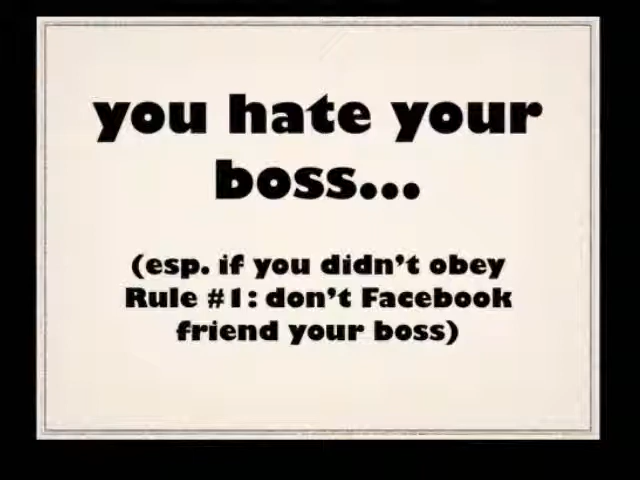 you hate your
boss...
(esp. if you didn't obey
Rule #1: don't Facebook
friend your boss)